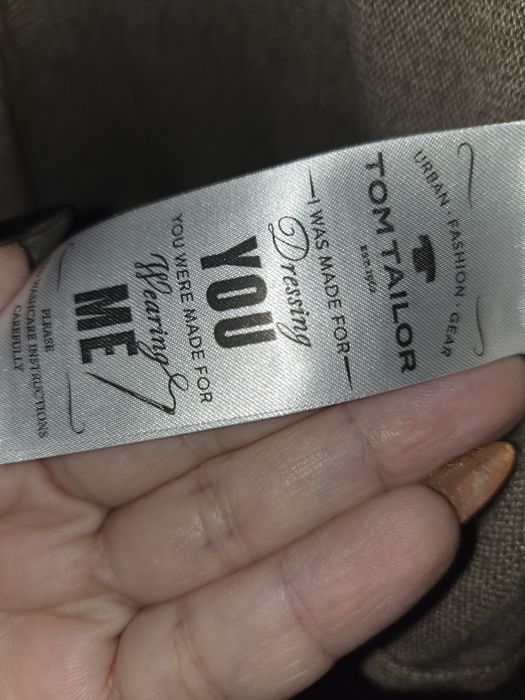 URBAN · FASHION · GEAR
TOM TAILOR
EST. 1962
I WAS MADE FOR
Dressing
YOU
YOU WERE MADE FOR
Wearing
ME
PLEASE
CAREFULLY